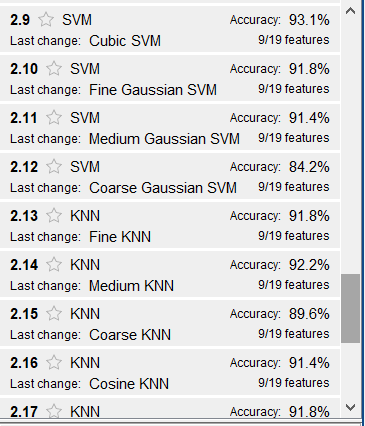 2.9 SVM Accuracy: 93.1%
Last change: Cubic SVM 9/19 features
2.10 SVM Accuracy: 91.8%
Last change: Fine Gaussian SVM 9/19 features
2.11 SVM Accuracy: 91.4%
Last change: Medium Gaussian SVM 9/19 features
2.12 SVM Accuracy: 84.2%
Last change: Coarse Gaussian SVM 9/19 features
2.13 KNN Accuracy: 91.8%
Last change: Fine KNN 9/19 features
2.14 KNN Accuracy: 92.2%
Last change: Medium KNN 9/19 features
2.15 KNN Accuracy: 89.6%
Last change: Coarse KNN 9/19 features
2.16 KNN Accuracy: 91.4%
Last change: Cosine KNN 9/19 features
2.17 KNN Accuracy: 91.8%